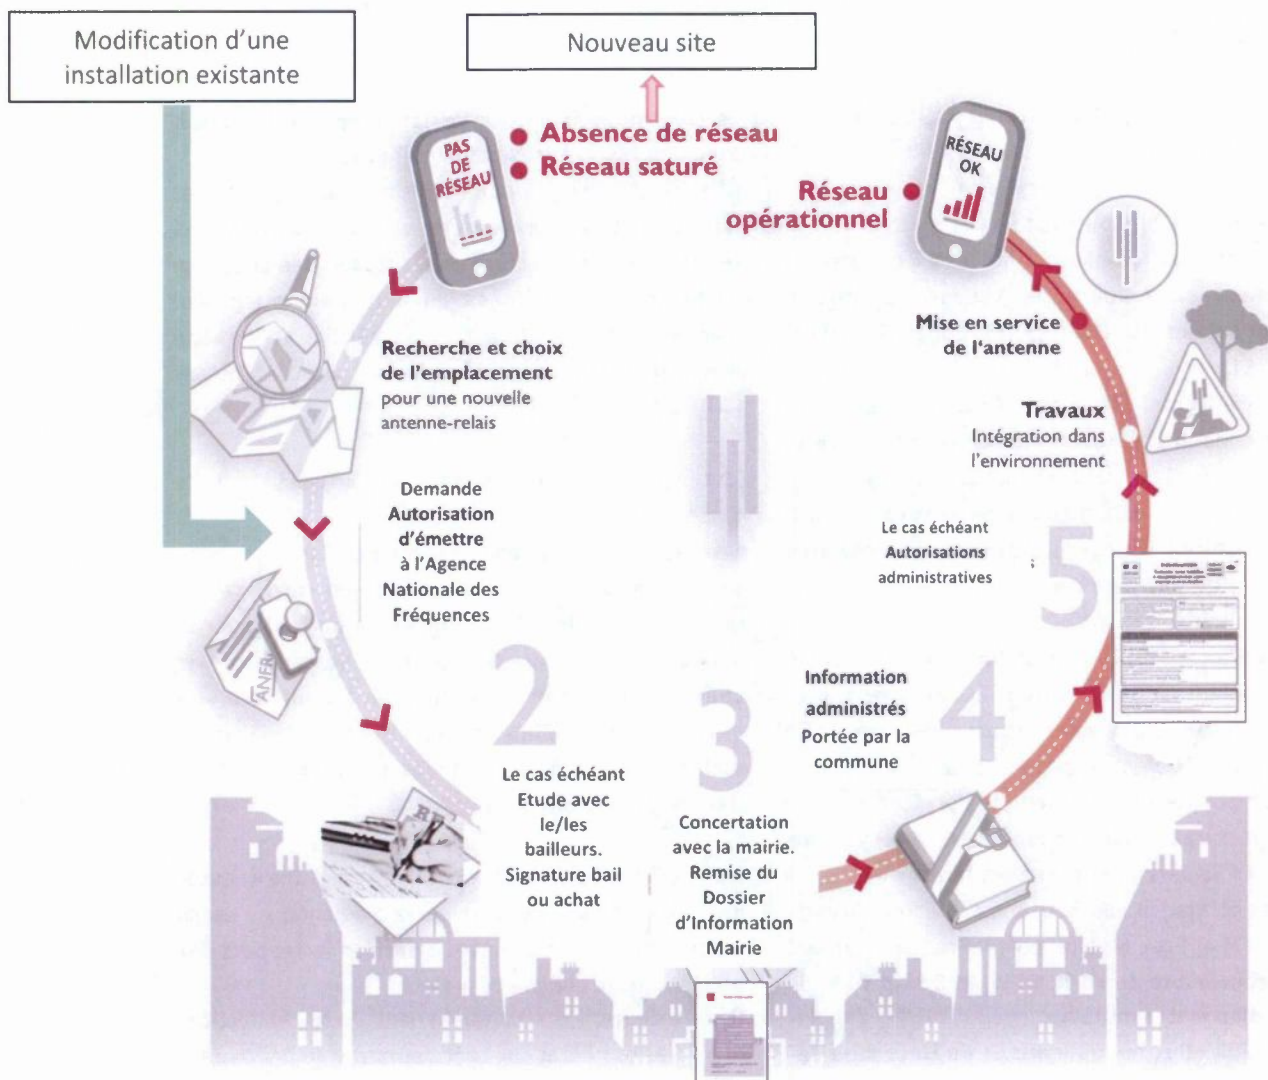 Modification d'une
installation existante
Nouveau site
PAS
DE
RÉSEAU
Absence de réseau
Réseau saturé
RÉSEAU
OK
Réseau
opérationnel
Recherche et choix
de l'emplacement
pour une nouvelle
antenne-relais
Demande
Autorisation
d'émettre
à l'Agence
Nationale des
Fréquences
ANFR
2
Le cas échéant
Etude avec
le/les
bailleurs.
Signature bail
ou achat
3
Concertation
avec la mairie.
Remise du
Dossier
d'Information
Mairie
4
Information
administrés
Portée par la
commune
5
Le cas échéant
Autorisations
administratives
Travaux
Intégration dans
l'environnement
Mise en service
de l'antenne